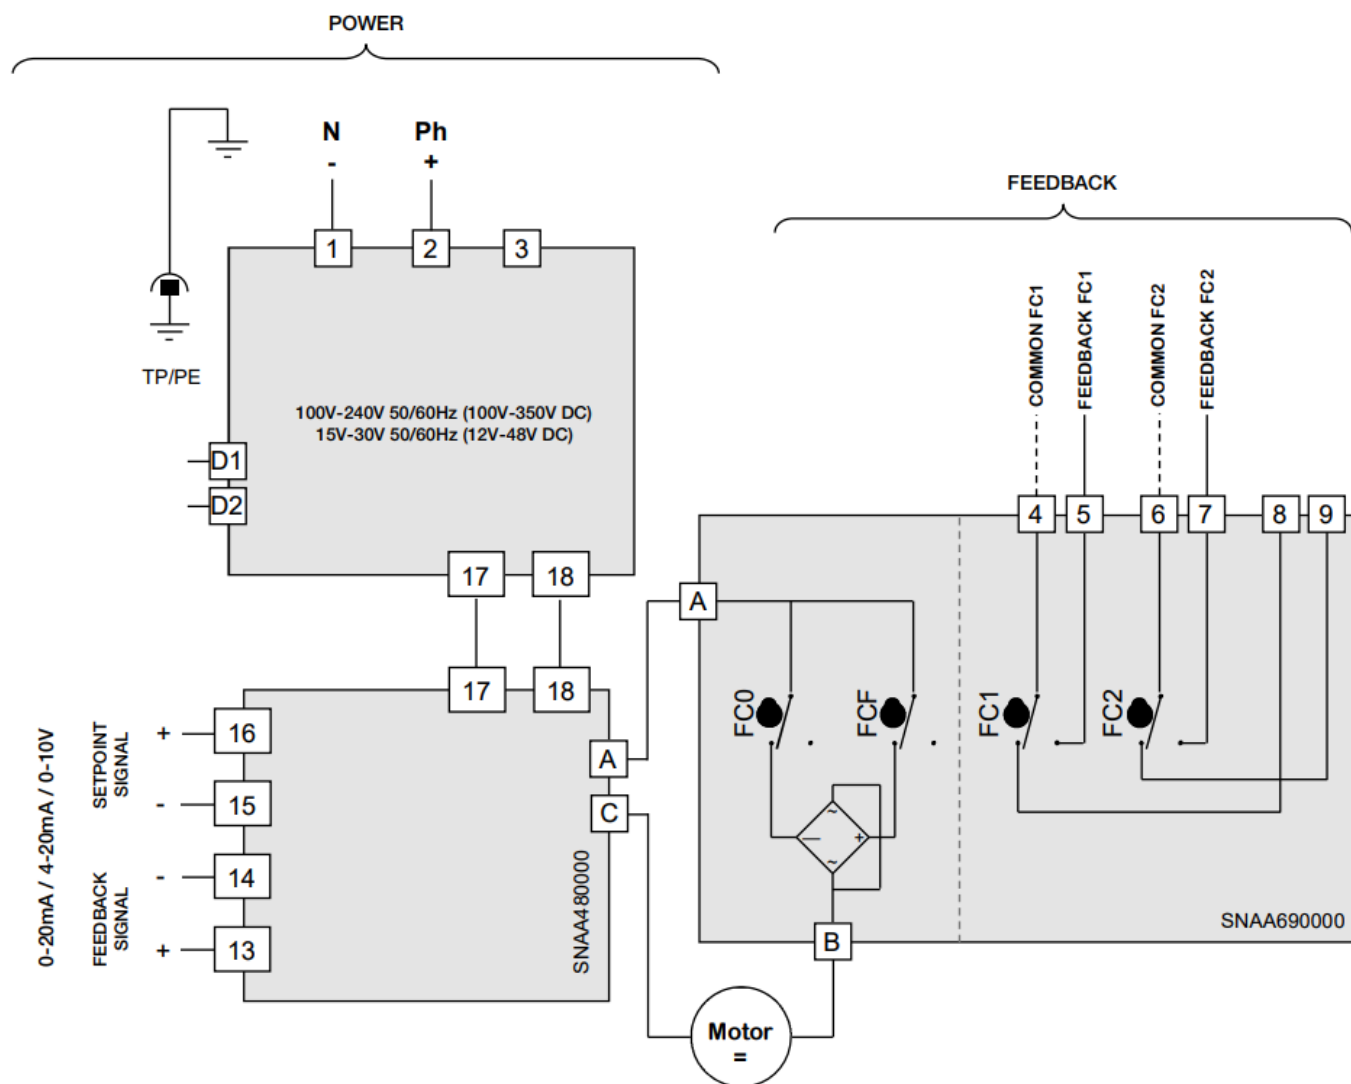 POWER
N
-
Ph
+
FEEDBACK
1
2
3
COMMON FC1
FEEDBACK FC1
COMMON FC2
FEEDBACK FC2
TP/PE
100V-240V 50/60Hz (100V-350V DC)
15V-30V 50/60Hz (12V-48V DC)
D1
D2
4
5
6
7
8
9
17
18
A
17
18
FC0
FCF
FC1
FC2
0-20mA / 4-20mA / 0-10V
SETPOINT
SIGNAL
+
16
-
15
FEEDBACK
SIGNAL
-
14
+
13
A
C
SNAA480000
~
—
+
~
SNAA690000
B
Motor
=